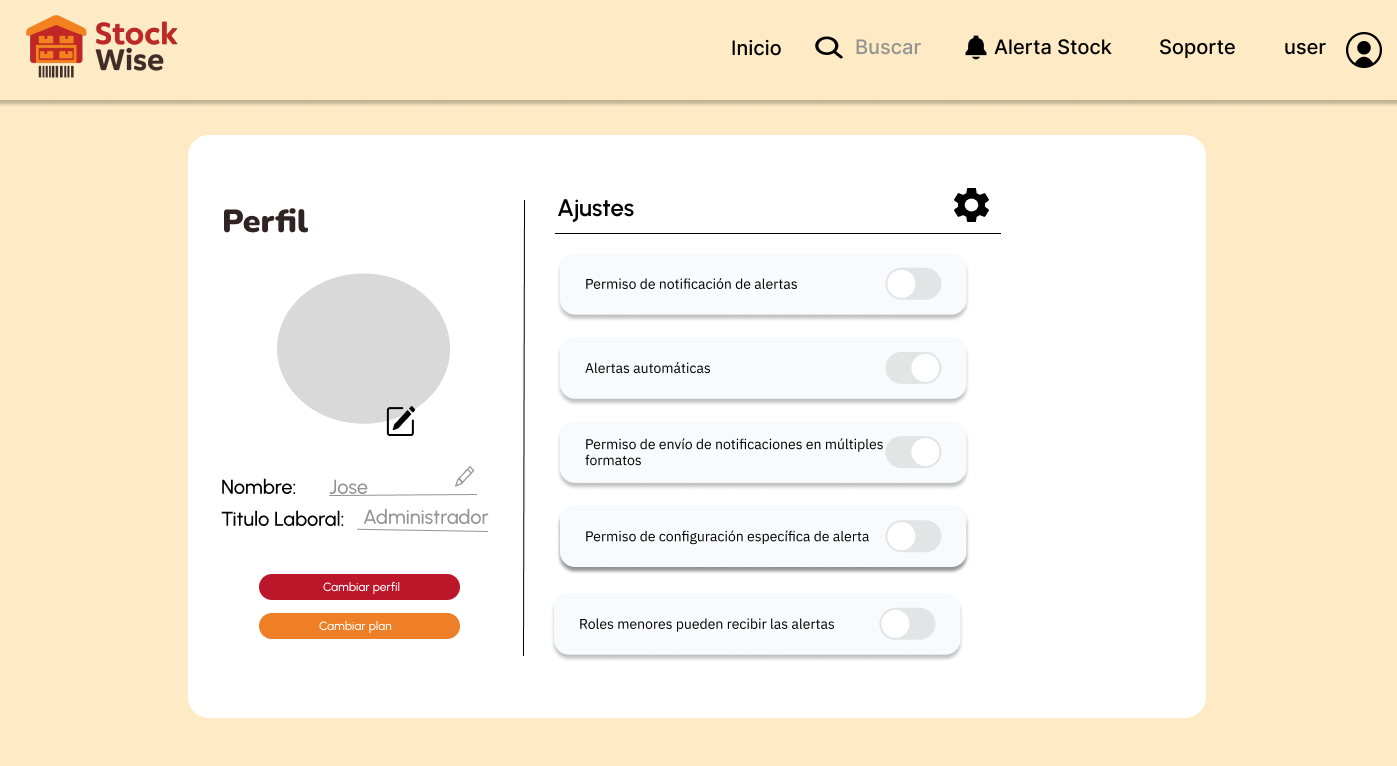 Stock
Wise
Inicio
Buscar
Alerta Stock
Soporte
user
Perfil
Nombre: Jose
Titulo Laboral: Administrador
Cambiar perfil
Cambiar plan
Ajustes
Permiso de notificación de alertas
Alertas automáticas
Permiso de envío de notificaciones en múltiples
formatos
Permiso de configuración específica de alerta
Roles menores pueden recibir las alertas